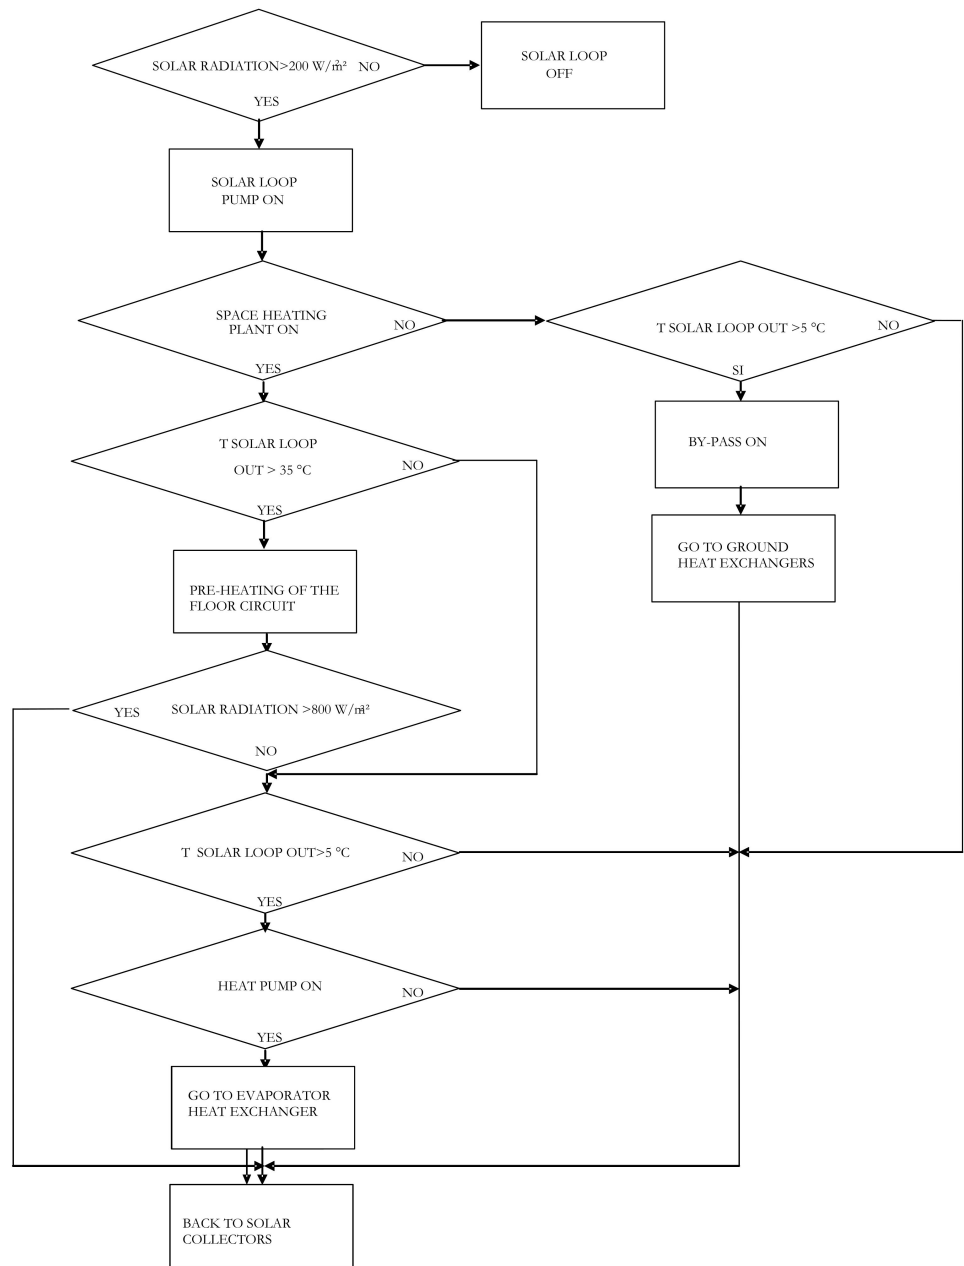 SOLAR RADIATION>200 W/m² NO
YES
SOLAR LOOP
OFF
SOLAR LOOP
PUMP ON
SPACE HEATING
PLANT ON
NO
YES
T SOLAR LOOP OUT >5 °C
NO
SI
T SOLAR LOOP
OUT > 35 °C
NO
YES
BY-PASS ON
GO TO GROUND
HEAT EXCHANGERS
PRE-HEATING OF THE
FLOOR CIRCUIT
YES
SOLAR RADIATION >800 W/m²
NO
T SOLAR LOOP OUT>5 °C
NO
YES
HEAT PUMP ON
NO
YES
GO TO EVAPORATOR
HEAT EXCHANGER
BACK TO SOLAR
COLLECTORS